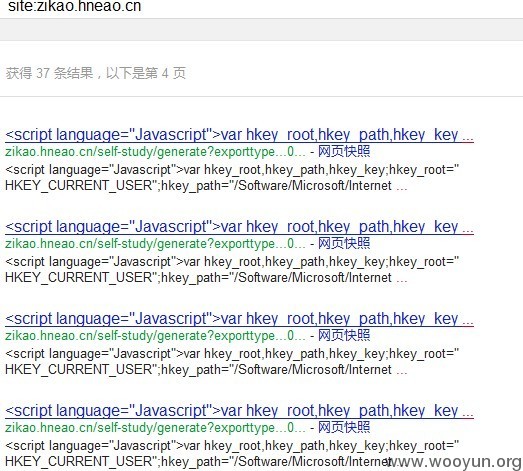 site:zikao.hneao.cn
获得 37 条结果，以下是第 4 页
<script language="Javascript">var hkey_root,hkey_path,hkey_key ...
zikao.hneao.cn/self-study/generate?exporttype...0... - 网页快照
<script language="Javascript">var hkey_root,hkey_path,hkey_key;hkey_root="
HKEY_CURRENT_USER";hkey_path="/Software/Microsoft/Internet ...
<script language="Javascript">var hkey_root,hkey_path,hkey_key ...
zikao.hneao.cn/self-study/generate?exporttype...0... - 网页快照
<script language="Javascript">var hkey_root,hkey_path,hkey_key;hkey_root="
HKEY_CURRENT_USER";hkey_path="/Software/Microsoft/Internet ...
<script language="Javascript">var hkey_root,hkey_path,hkey_key ...
zikao.hneao.cn/self-study/generate?exporttype...0... - 网页快照
<script language="Javascript">var hkey_root,hkey_path,hkey_key;hkey_root="
HKEY_CURRENT_USER";hkey_path="/Software/Microsoft/Internet ...
<script language="Javascript">var hkey_root,hkey_path,hkey_key ...
zikao.hneao.cn/self-study/generate?exporttype...0... - 网页快照
<script language="Javascript">var hkey_root,hkey_path,hkey_key;hkey_root="
HKEY_CURRENT_USER";hkey_path="/Software/Microsoft/Internet
www.wooyun.org